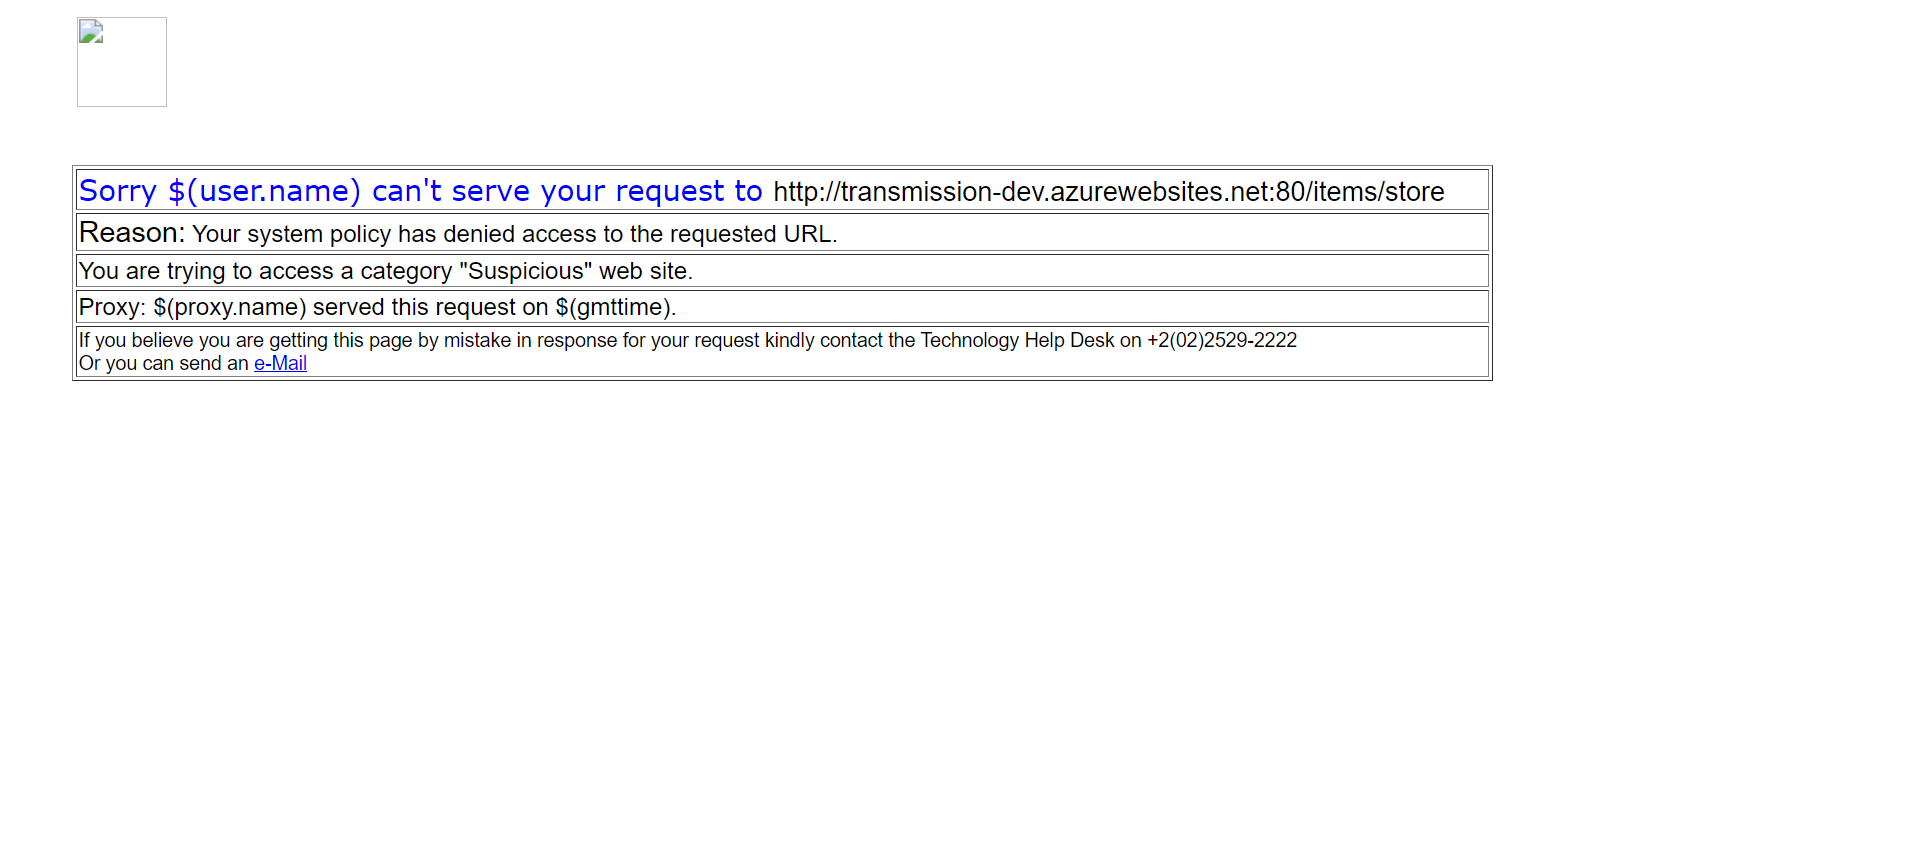 Sorry $(user.name) can't serve your request to http://transmission-dev.azurewebsites.net:80/items/store
Reason: Your system policy has denied access to the requested URL.
You are trying to access a category "Suspicious" web site.
Proxy: $(proxy.name) served this request on $(gmttime).
If you believe you are getting this page by mistake in response for your request kindly contact the Technology Help Desk on +2(02)2529-2222
Or you can send an e-Mail